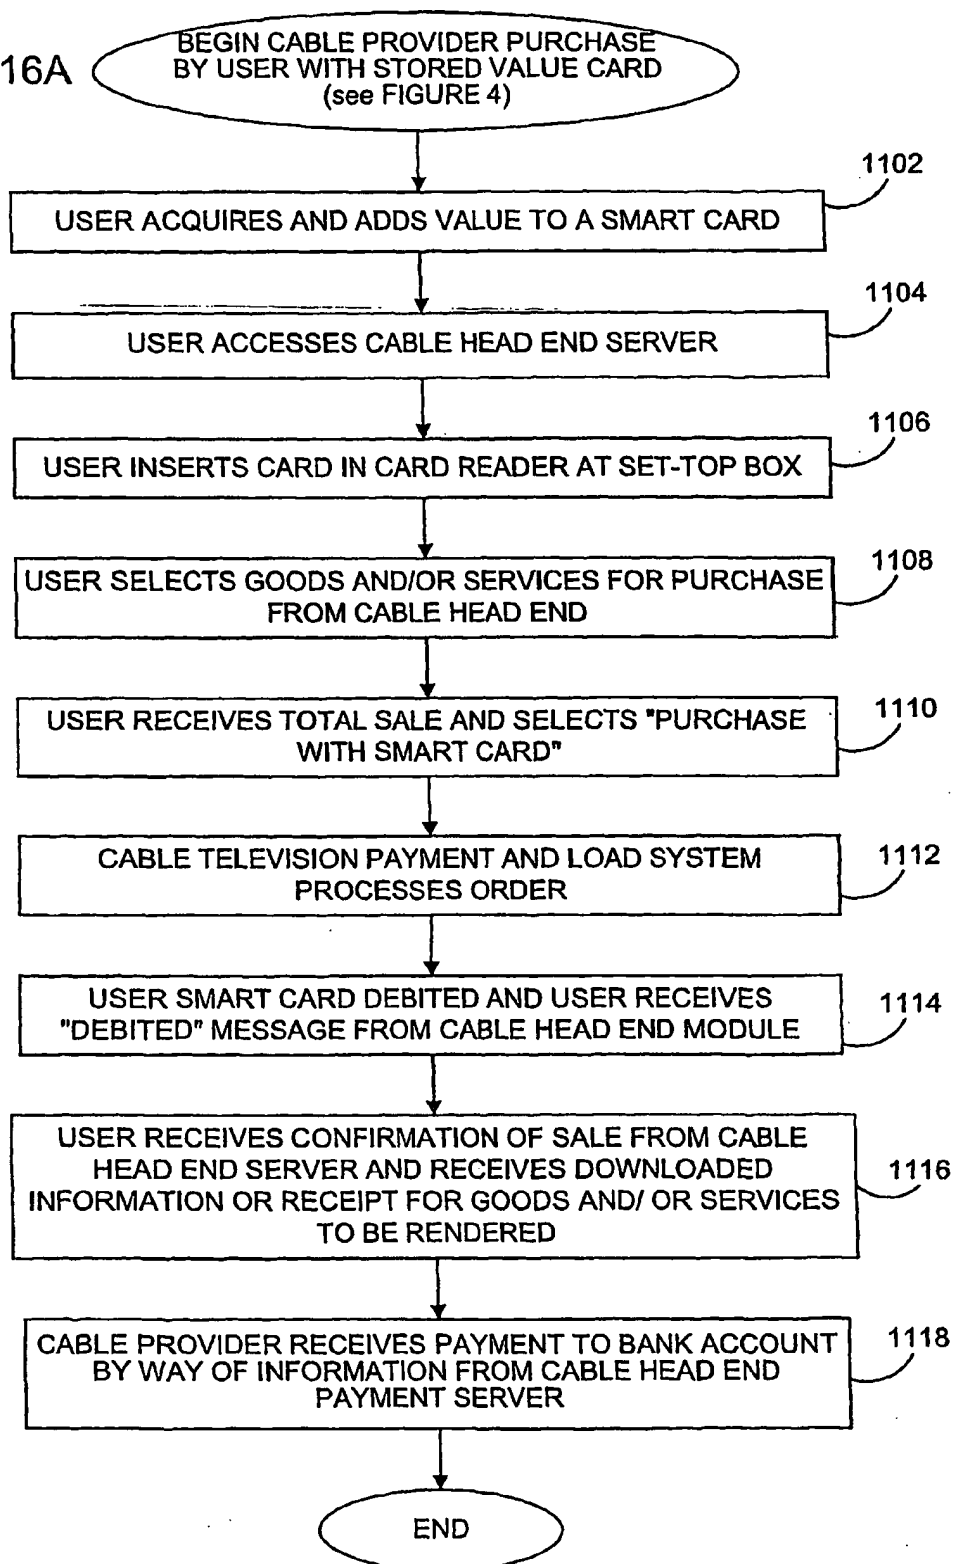 16A
BEGIN CABLE PROVIDER PURCHASE
BY USER WITH STORED VALUE CARD
(see FIGURE 4)
1102
USER ACQUIRES AND ADDS VALUE TO A SMART CARD
1104
USER ACCESSES CABLE HEAD END SERVER
1106
USER INSERTS CARD IN CARD READER AT SET-TOP BOX
1108
USER SELECTS GOODS AND/OR SERVICES FOR PURCHASE
FROM CABLE HEAD END
1110
USER RECEIVES TOTAL SALE AND SELECTS "PURCHASE
WITH SMART CARD"
1112
CABLE TELEVISION PAYMENT AND LOAD SYSTEM
PROCESSES ORDER
1114
USER SMART CARD DEBITED AND USER RECEIVES
"DEBITED" MESSAGE FROM CABLE HEAD END MODULE
1116
USER RECEIVES CONFIRMATION OF SALE FROM CABLE
HEAD END SERVER AND RECEIVES DOWNLOADED
INFORMATION OR RECEIPT FOR GOODS AND/ OR SERVICES
TO BE RENDERED
1118
CABLE PROVIDER RECEIVES PAYMENT TO BANK ACCOUNT
BY WAY OF INFORMATION FROM CABLE HEAD END
PAYMENT SERVER
END